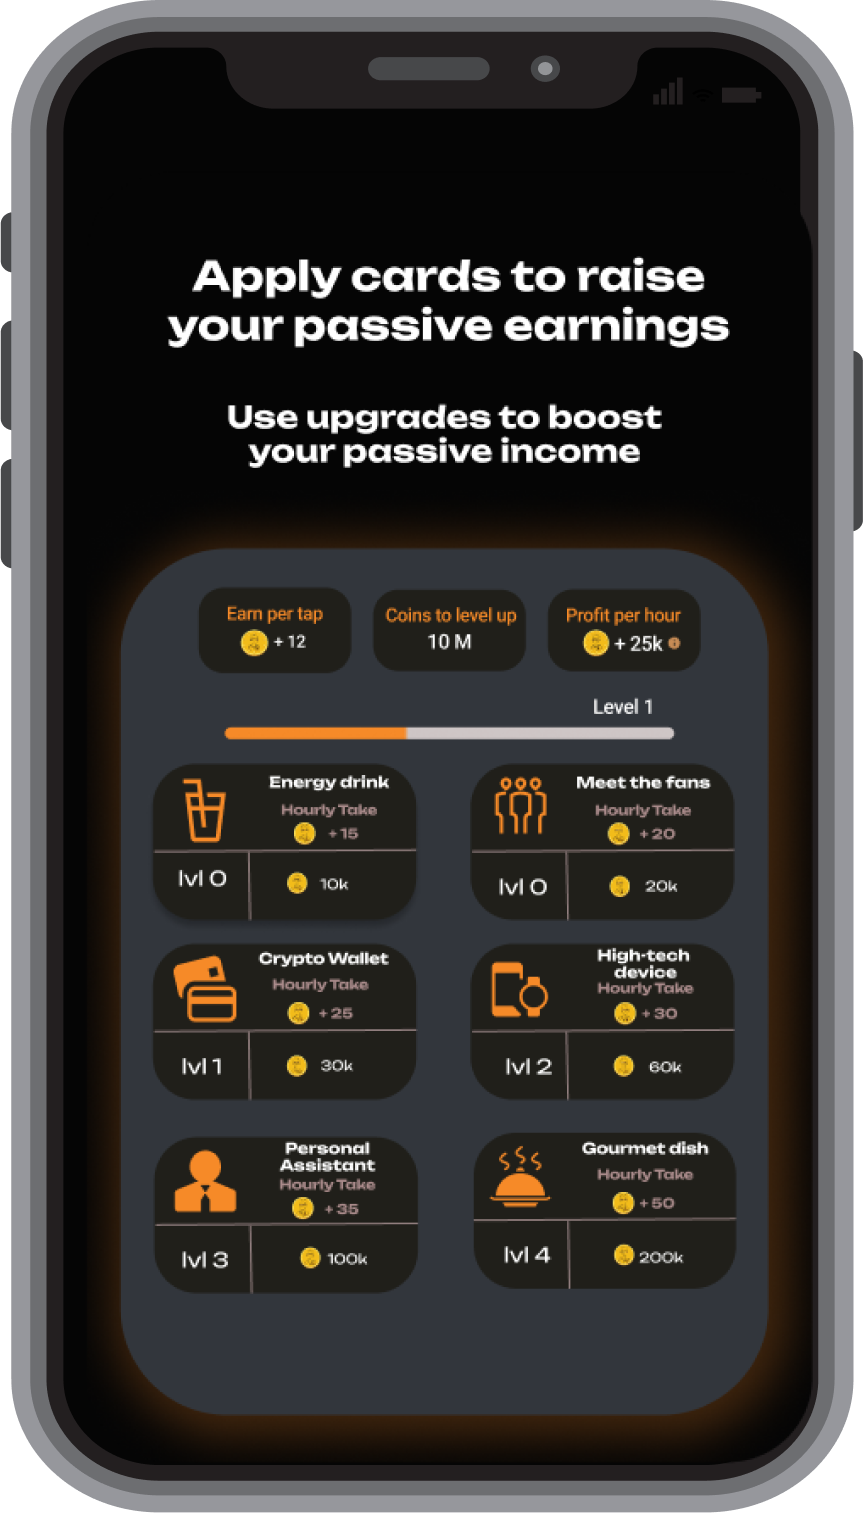 Apply cards to raise
your passive earnings
Use upgrades to boost
your passive income
Earn per tap
+ 12
Coins to level up
10 M
Profit per hour
+ 25k
Level 1
Energy drink
Hourly Take
+ 15
lvl 0
10k
Meet the fans
Hourly Take
+ 20
lvl 0
20k
Crypto Wallet
Hourly Take
+ 25
lvl 1
30k
High-tech
device
Hourly Take
+ 30
lvl 2
60k
Personal
Assistant
Hourly Take
+ 35
lvl 3
100k
Gourmet dish
Hourly Take
+ 50
lvl 4
200k